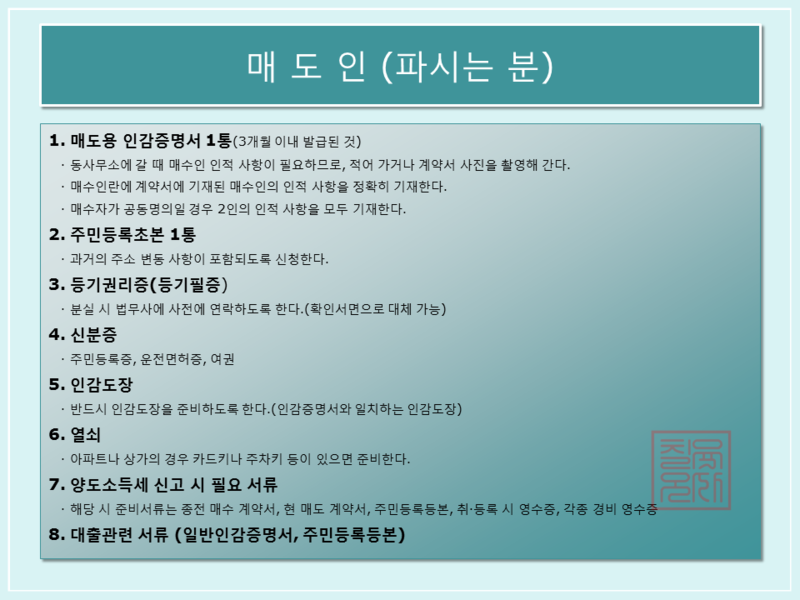 매 도 인 (파시는 분)
1. 매도용 인감증명서 1통(3개월 이내 발급된 것)
· 동사무소에 갈 때 매수인 인적 사항이 필요하므로, 적어 가거나 계약서 사진을 촬영해 간다.
· 매수인란에 계약서에 기재된 매수인의 인적 사항을 정확히 기재한다.
· 매수자가 공동명의일 경우 2인의 인적 사항을 모두 기재한다.
2. 주민등록초본 1통
· 과거의 주소 변동 사항이 포함되도록 신청한다.
3. 등기권리증(등기필증)
· 분실 시 법무사에 사전에 연락하도록 한다.(확인서면으로 대체 가능)
4. 신분증
· 주민등록증, 운전면허증, 여권
5. 인감도장
· 반드시 인감도장을 준비하도록 한다.(인감증명서와 일치하는 인감도장)
6. 열쇠
· 아파트나 상가의 경우 카드키나 주차키 등이 있으면 준비한다.
7. 양도소득세 신고 시 필요 서류
· 해당 시 준비서류는 종전 매수 계약서, 현 매도 계약서, 주민등록등본, 취·등록 시 영수증, 각종 경비 영수증
8. 대출관련 서류 (일반인감증명서, 주민등록등본)